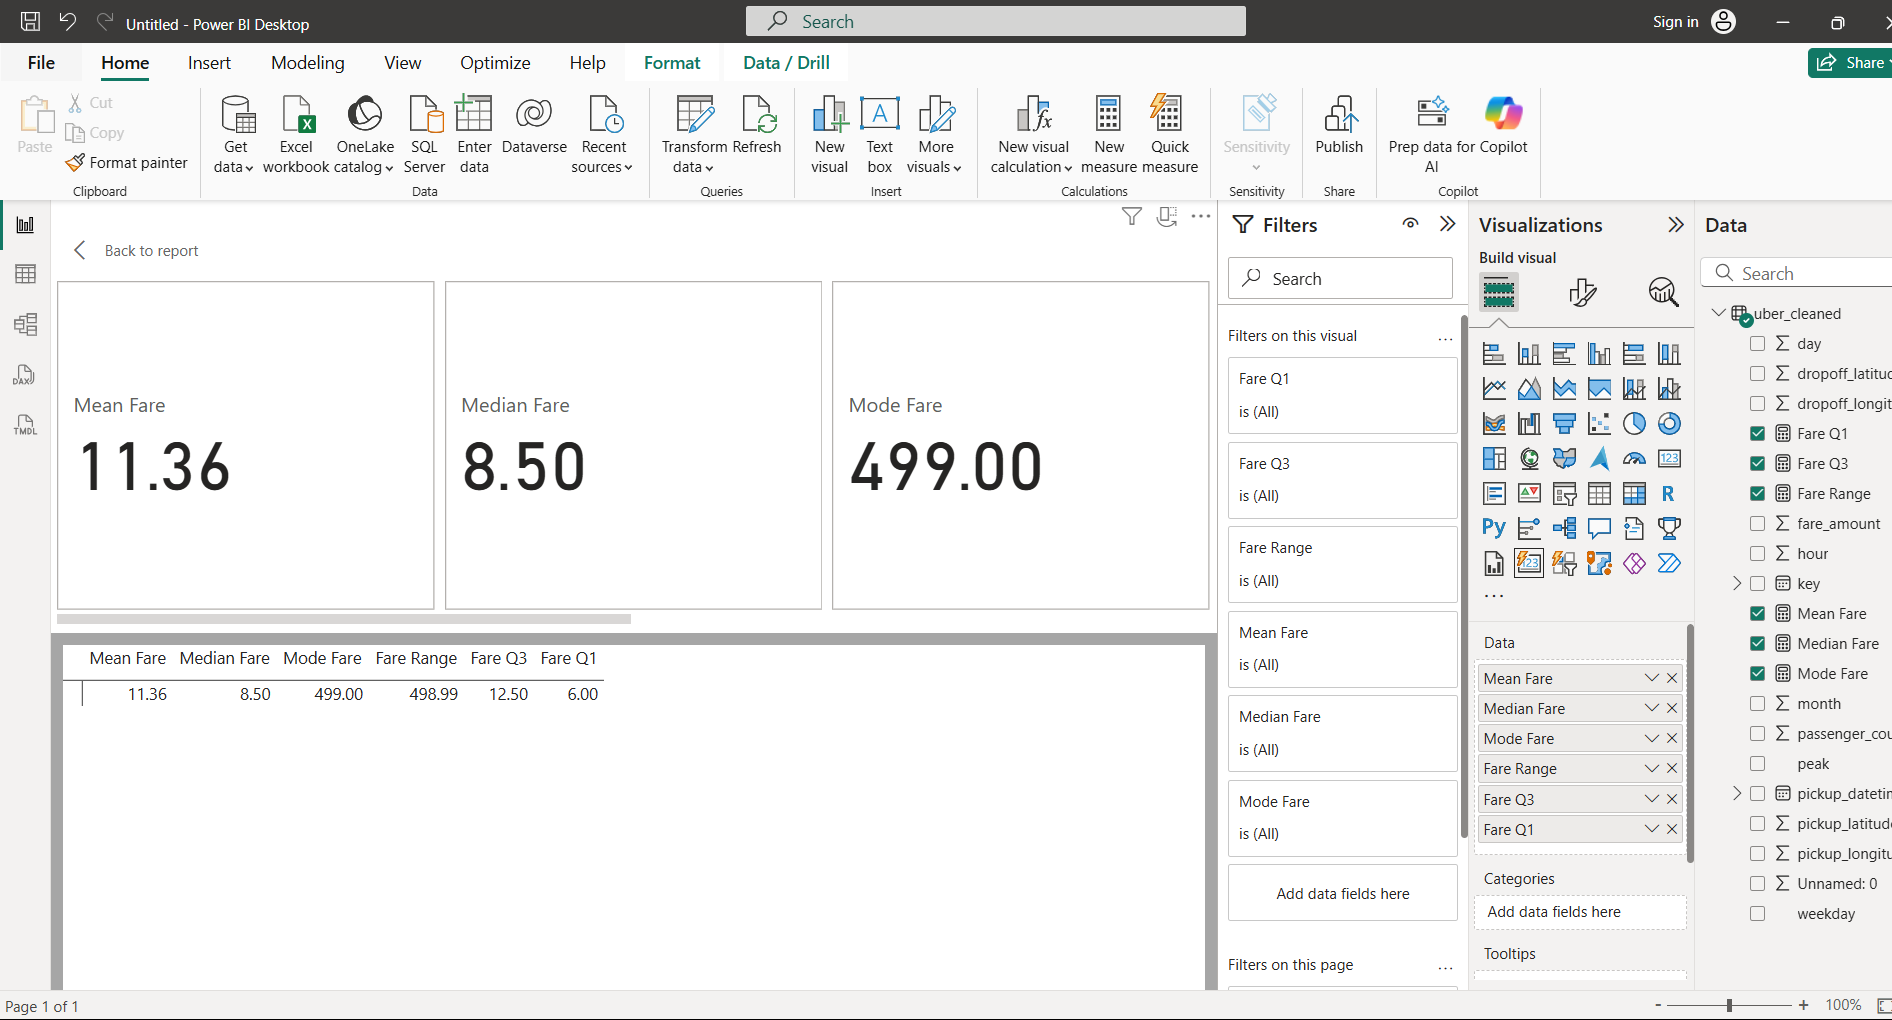 Untitled - Power BI Desktop
Search
Sign in
File Home Insert Modeling View Optimize Help Format Data / Drill
Share
Paste
Cut
Copy
Format painter
Clipboard
Get data
Excel workbook
OneLake catalog
SQL Server
Enter data
Dataverse
Recent sources
Data
Transform data
Refresh
Queries
New visual
Text box
More visuals
Insert
New visual calculation
New measure
Quick measure
Calculations
Sensitivity
Sensitivity
Publish
Share
Prep data for AI
Copilot
Copilot
DAX
TMDL
Back to report
Mean Fare
11.36
Median Fare
8.50
Mode Fare
499.00
Mean Fare Median Fare Mode Fare Fare Range Fare Q3 Fare Q1
11.36 8.50 499.00 498.99 12.50 6.00
Filters
Search
Filters on this visual
Fare Q1
is (All)
Fare Q3
is (All)
Fare Range
is (All)
Mean Fare
is (All)
Median Fare
is (All)
Mode Fare
is (All)
Add data fields here
Filters on this page
Visualizations
Build visual
123
R
Py
123
Data
Mean Fare
Median Fare
Mode Fare
Fare Range
Fare Q3
Fare Q1
Categories
Add data fields here
Tooltips
Data
Search
uber_cleaned
day
dropoff_latituc
dropoff_longit
Fare Q1
Fare Q3
Fare Range
fare_amount
hour
key
Mean Fare
Median Fare
Mode Fare
month
passenger_cou
peak
pickup_datetin
pickup_latitude
pickup_longitu
Unnamed: 0
weekday
Page 1 of 1
- + 100%